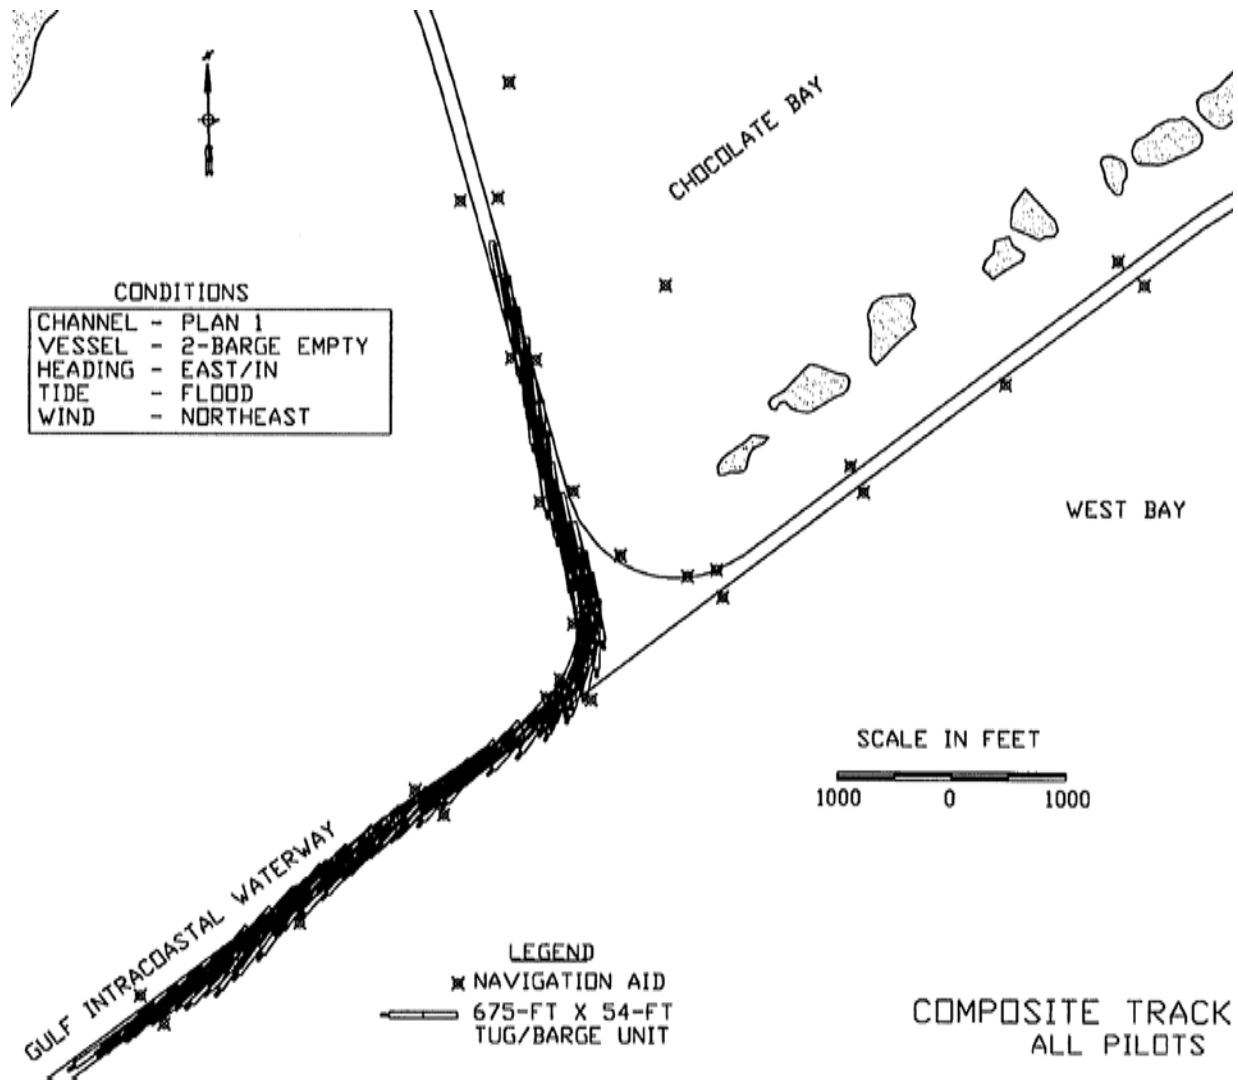 CHOCOLATE BAY
CONDITIONS
CHANNEL - PLAN 1
VESSEL - 2-BARGE EMPTY
HEADING - EAST/IN
TIDE - FLOOD
WIND - NORTHEAST
WEST BAY
SCALE IN FEET
1000 0 1000
GULF INTRACOASTAL WATERWAY
LEGEND
NAVIGATION AID
675-FT X 54-FT
TUG/BARGE UNIT
COMPOSITE TRACK
ALL PILOTS